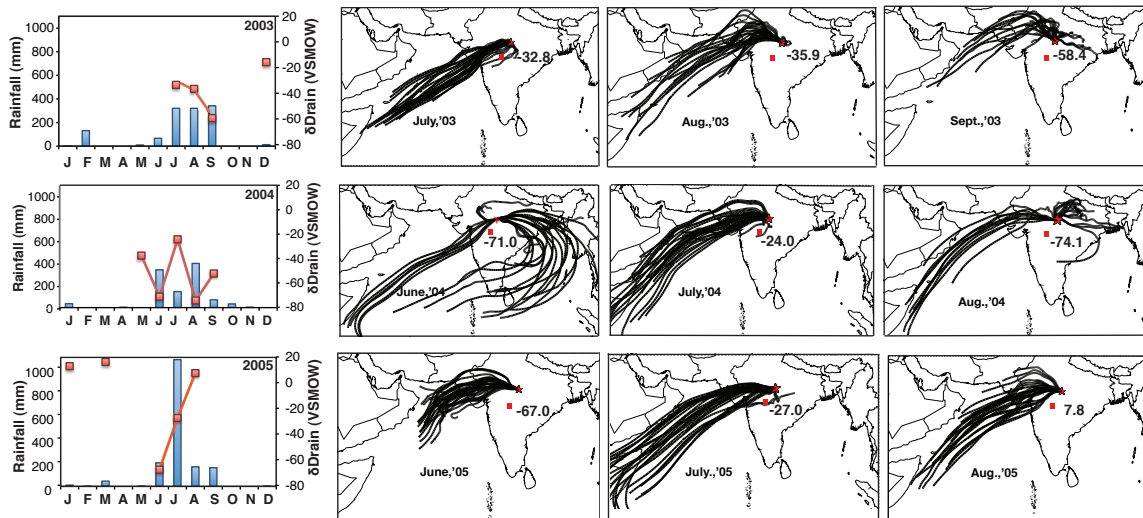 2003
Rainfall (mm)
1000
800
600
400
200
0
20
0
-20
-40
-60
-80
δDrain (VSMOW)
J F M A M J J A S O N D
-32.8
July,'03
-35.9
Aug.,'03
-58.4
Sept.,'03
2004
Rainfall (mm)
1000
800
600
400
200
0
20
0
-20
-40
-60
-80
δDrain (VSMOW)
J F M A M J J A S O N D
-71.0
June,'04
-24.0
July,'04
-74.1
Aug.,'04
2005
Rainfall (mm)
1000
800
600
400
200
0
20
0
-20
-40
-60
-80
δDrain (VSMOW)
J F M A M J J A S O N D
-67.0
June,'05
-27.0
July.,'05
7.8
Aug.,'05